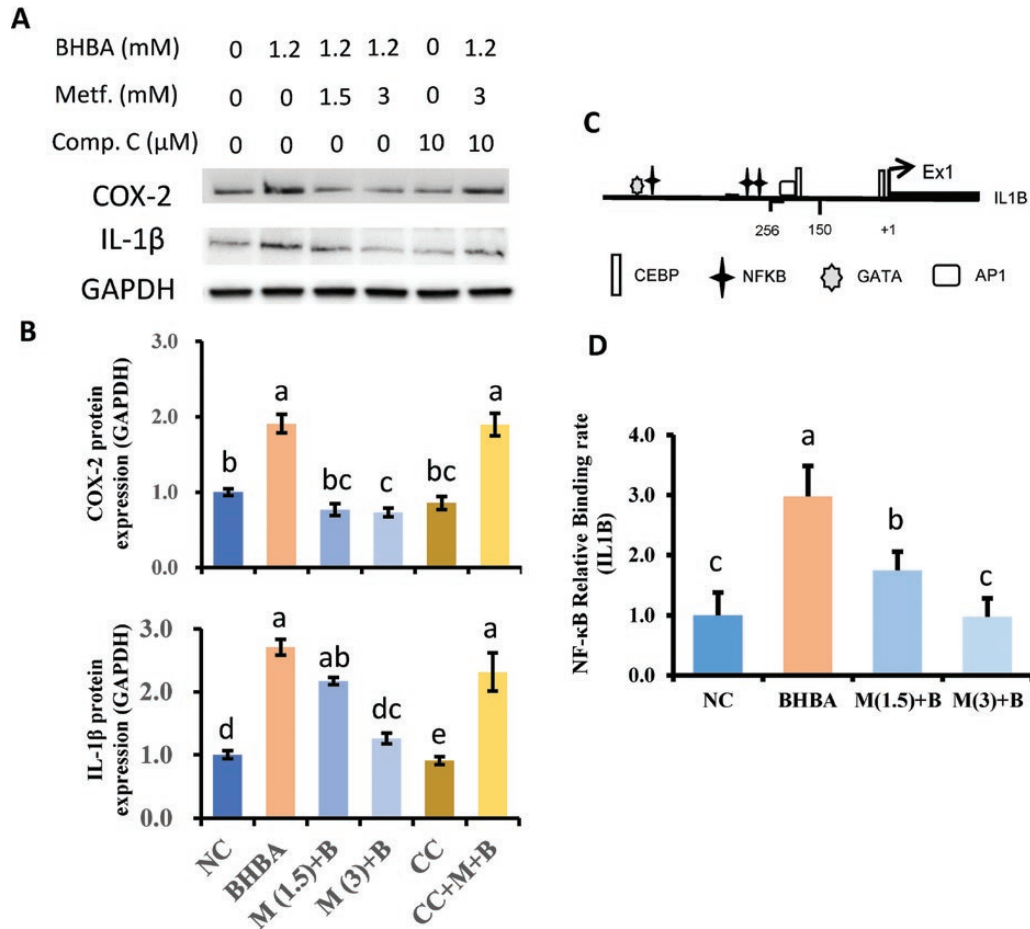 A
BHBA (mM) 0 1.2 1.2 1.2 0 1.2
Metf. (mM) 0 0 1.5 3 0 3
Comp. C (μM) 0 0 0 0 10 10
COX-2
IL-1β
GAPDH
B
COX-2 protein
expression (GAPDH)
3.0
2.0
1.0
0.0
b a bc c bc a
IL-1β protein
expression (GAPDH)
3.0
2.0
1.0
0.0
d a ab dc e a
NC BHBA M (1.5)+B M (3)+B CC CC+M+B
C
Ex1
IL1B
256 150 +1
CEBP NFKB GATA AP1
D
NF-κB Relative Binding rate
(IL1B)
4.0
3.0
2.0
1.0
0.0
c a b c
NC BHBA M(1.5)+B M(3)+B